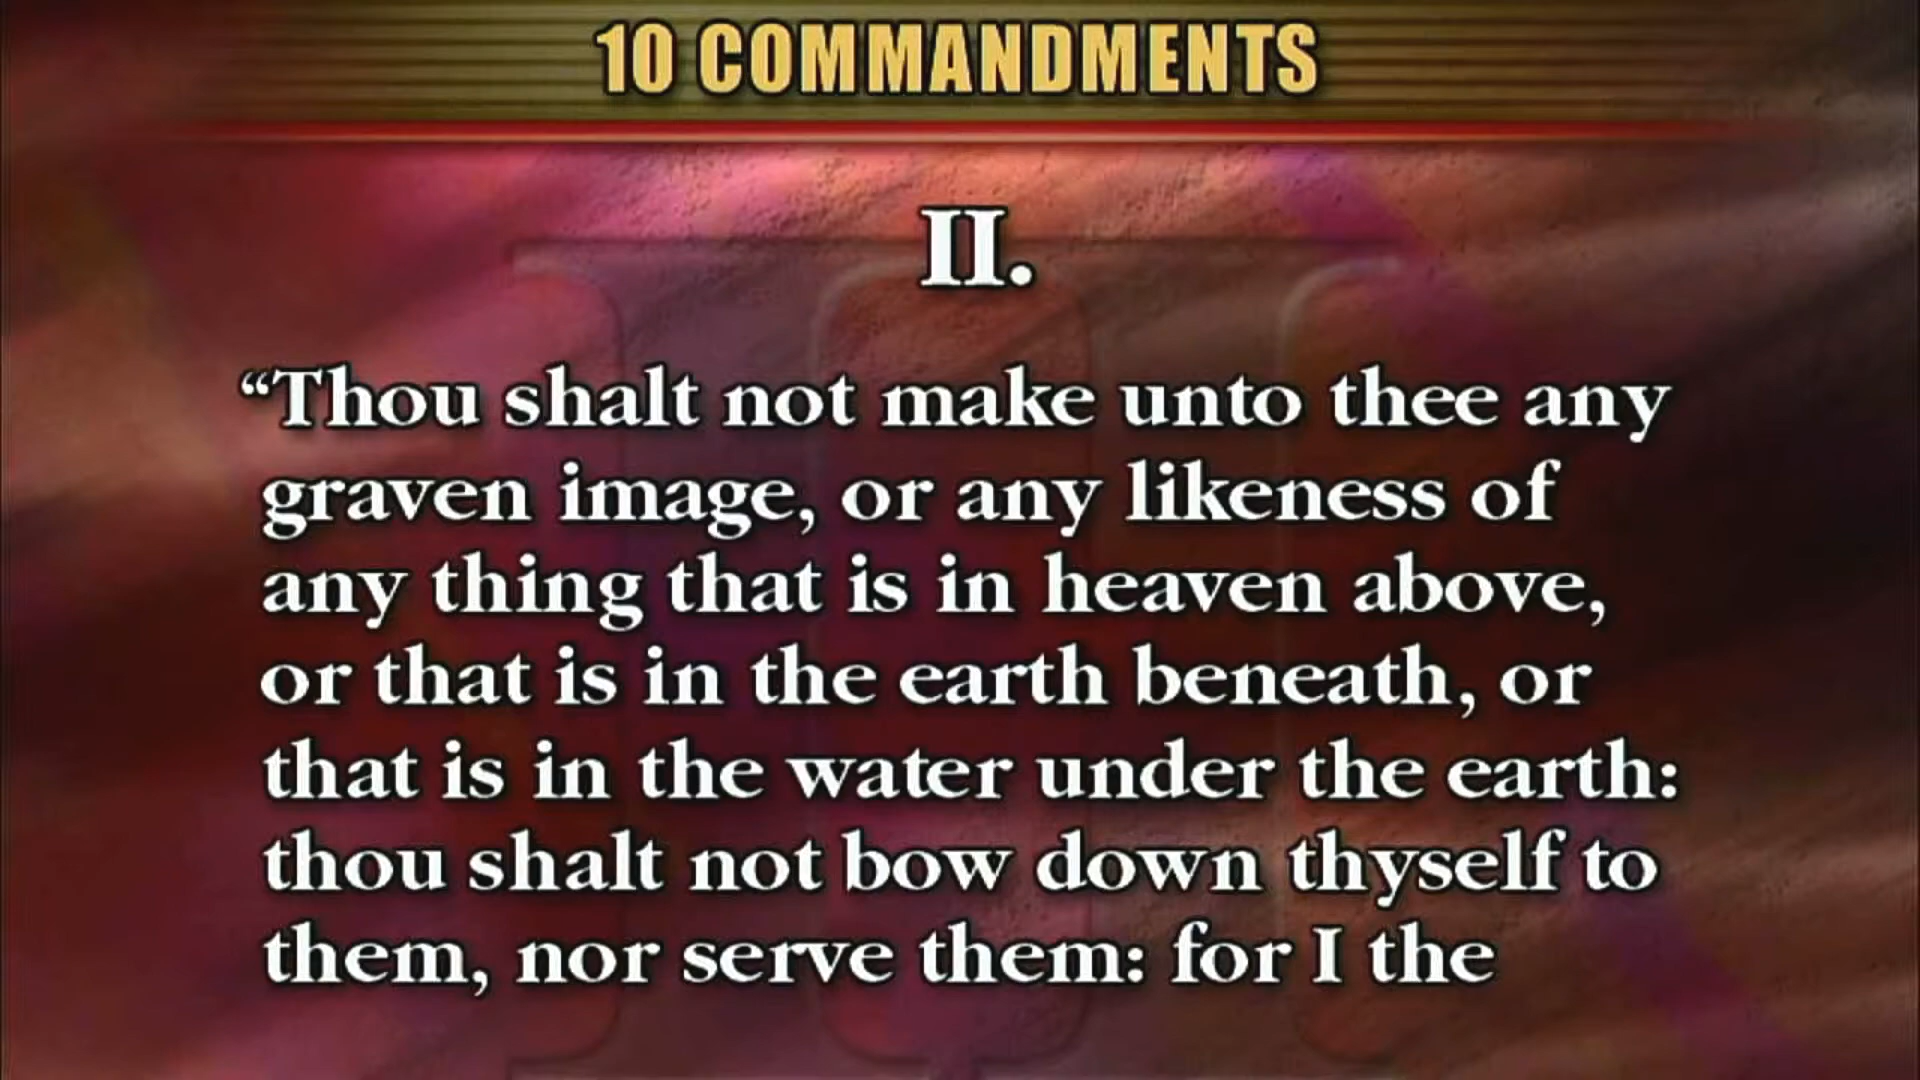 10 COMMANDMENTS
II.
“Thou shalt not make unto thee any
graven image, or any likeness of
any thing that is in heaven above,
or that is in the earth beneath, or
that is in the water under the earth:
thou shalt not bow down thyself to
them, nor serve them: for I the